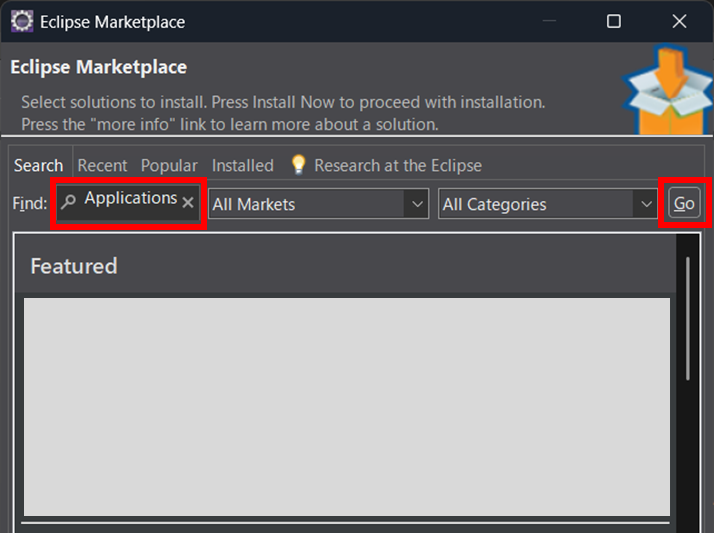 Eclipse Marketplace
Eclipse Marketplace
Select solutions to install. Press Install Now to proceed with installation.
Press the "more info" link to learn more about a solution.
Search Recent Popular Installed Research at the Eclipse
Find: Applications All Markets All Categories Go
Featured